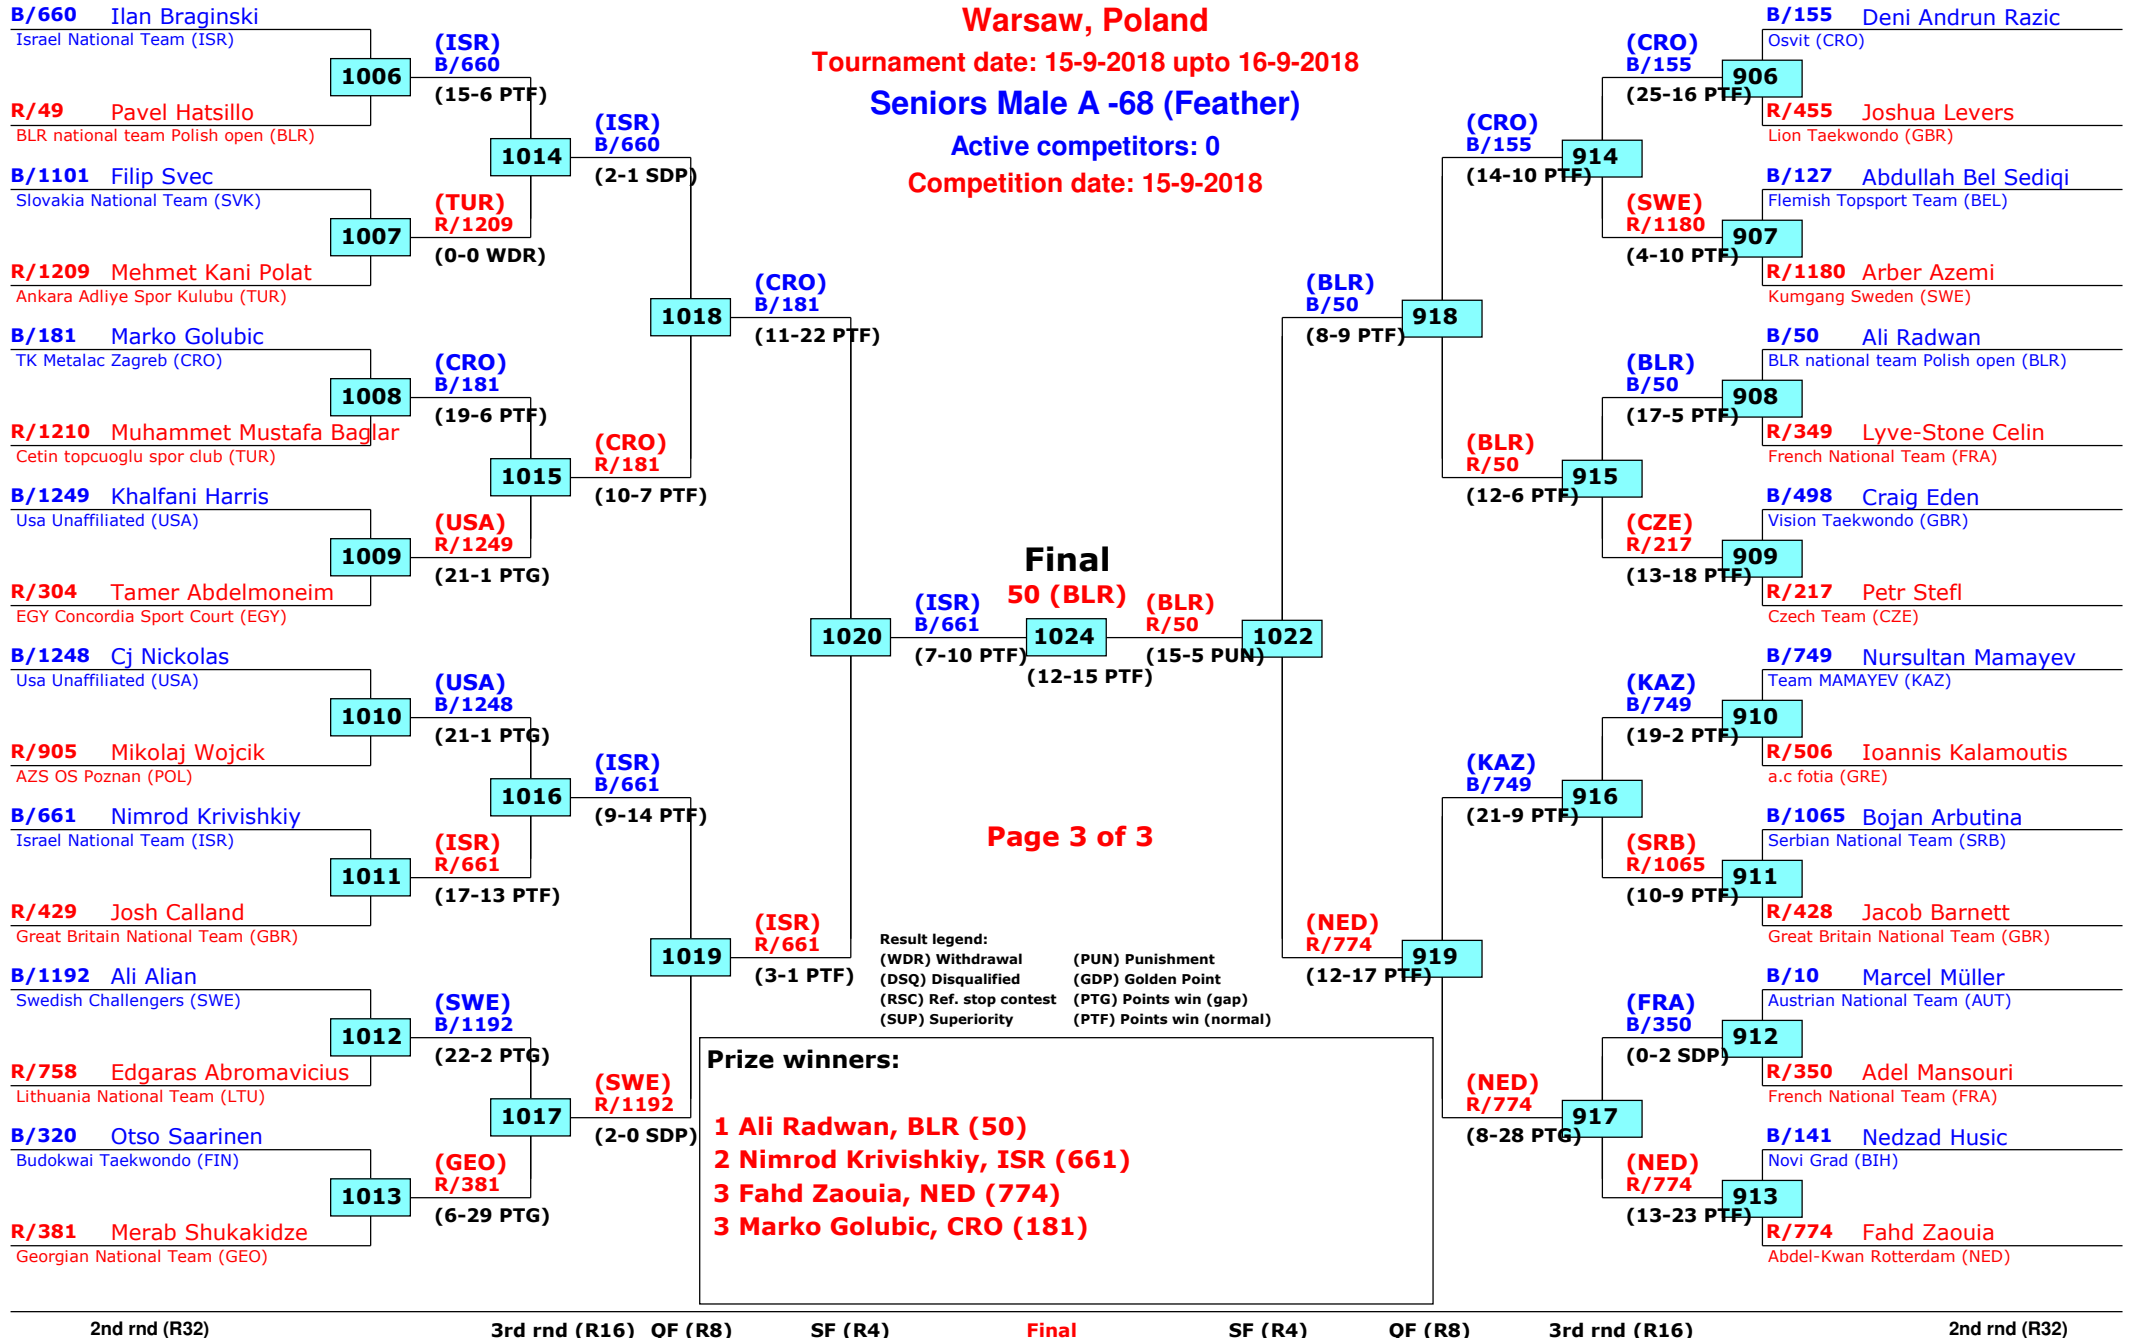 Warsaw, Poland
Tournament date: 15-9-2018 upto 16-9-2018
Seniors Male A -68 (Feather)
Active competitors: 0
Competition date: 15-9-2018
B/660 Ilan Braginski
Israel National Team (ISR)
1006
R/49 Pavel Hatsillo
BLR national team Polish open (BLR)
B/1101 Filip Svec
Slovakia National Team (SVK)
1007
R/1209 Mehmet Kani Polat
Ankara Adliye Spor Kulubu (TUR)
B/181 Marko Golubic
TK Metalac Zagreb (CRO)
1008
R/1210 Muhammet Mustafa Baglar
Cetin topcuoglu spor club (TUR)
B/1249 Khalfani Harris
Usa Unaffiliated (USA)
1009
R/304 Tamer Abdelmoneim
EGY Concordia Sport Court (EGY)
B/1248 Cj Nickolas
Usa Unaffiliated (USA)
1010
R/905 Mikolaj Wojcik
AZS OS Poznan (POL)
B/661 Nimrod Krivishkiy
Israel National Team (ISR)
1011
R/429 Josh Calland
Great Britain National Team (GBR)
B/1192 Ali Alian
Swedish Challengers (SWE)
1012
R/758 Edgaras Abromavicius
Lithuania National Team (LTU)
B/320 Otso Saarinen
Budokwai Taekwondo (FIN)
1013
R/381 Merab Shukakidze
Georgian National Team (GEO)
(ISR)
B/660
(15-6 PTF)
1014
(TUR)
R/1209
(0-0 WDR)
(CRO)
B/181
(19-6 PTF)
1015
(USA)
R/1249
(21-1 PTG)
(USA)
B/1248
(21-1 PTG)
1016
(ISR)
R/661
(17-13 PTF)
(SWE)
B/1192
(22-2 PTG)
1017
(GEO)
R/381
(6-29 PTG)
(ISR)
B/660
(2-1 SDP)
1018
(CRO)
R/181
(10-7 PTF)
(ISR)
B/661
(9-14 PTF)
1019
(SWE)
R/1192
(2-0 SDP)
(CRO)
B/181
(11-22 PTF)
1020
(ISR)
R/661
(3-1 PTF)
(ISR)
B/661
(7-10 PTF)
Final
50 (BLR)
1024
(12-15 PTF)
(BLR)
R/50
(15-5 PUN)
1022
(BLR)
B/50
(8-9 PTF)
918
(NED)
R/774
(12-17 PTF)
919
(CRO)
B/155
(14-10 PTF)
914
(BLR)
R/50
(12-6 PTF)
915
(KAZ)
B/749
(21-9 PTF)
916
(NED)
R/774
(8-28 PTG)
917
(CRO)
B/155
(25-16 PTF)
906
(SWE)
R/1180
(4-10 PTF)
907
(BLR)
B/50
(17-5 PTF)
908
(CZE)
R/217
(13-18 PTF)
909
(KAZ)
B/749
(19-2 PTF)
910
(SRB)
R/1065
(10-9 PTF)
911
(FRA)
B/350
(0-2 SDP)
912
(NED)
R/774
(13-23 PTF)
913
B/155 Deni Andrun Razic
Osvit (CRO)
R/455 Joshua Levers
Lion Taekwondo (GBR)
B/127 Abdullah Bel Sediqi
Flemish Topsport Team (BEL)
R/1180 Arber Azemi
Kumgang Sweden (SWE)
B/50 Ali Radwan
BLR national team Polish open (BLR)
R/349 Lyve-Stone Celin
French National Team (FRA)
B/498 Craig Eden
Vision Taekwondo (GBR)
R/217 Petr Stefl
Czech Team (CZE)
B/749 Nursultan Mamayev
Team MAMAYEV (KAZ)
R/506 Ioannis Kalamoutis
a.c fotia (GRE)
B/1065 Bojan Arbutina
Serbian National Team (SRB)
R/428 Jacob Barnett
Great Britain National Team (GBR)
B/10 Marcel Müller
Austrian National Team (AUT)
R/350 Adel Mansouri
French National Team (FRA)
B/141 Nedzad Husic
Novi Grad (BIH)
R/774 Fahd Zaouia
Abdel-Kwan Rotterdam (NED)
Page 3 of 3
Result legend:
(WDR) Withdrawal (PUN) Punishment
(DSQ) Disqualified (GDP) Golden Point
(RSC) Ref. stop contest (PTG) Points win (gap)
(SUP) Superiority (PTF) Points win (normal)
Prize winners:
1 Ali Radwan, BLR (50)
2 Nimrod Krivishkiy, ISR (661)
3 Fahd Zaouia, NED (774)
3 Marko Golubic, CRO (181)
2nd rnd (R32) 3rd rnd (R16) QF (R8) SF (R4) Final SF (R4) QF (R8) 3rd rnd (R16) 2nd rnd (R32)